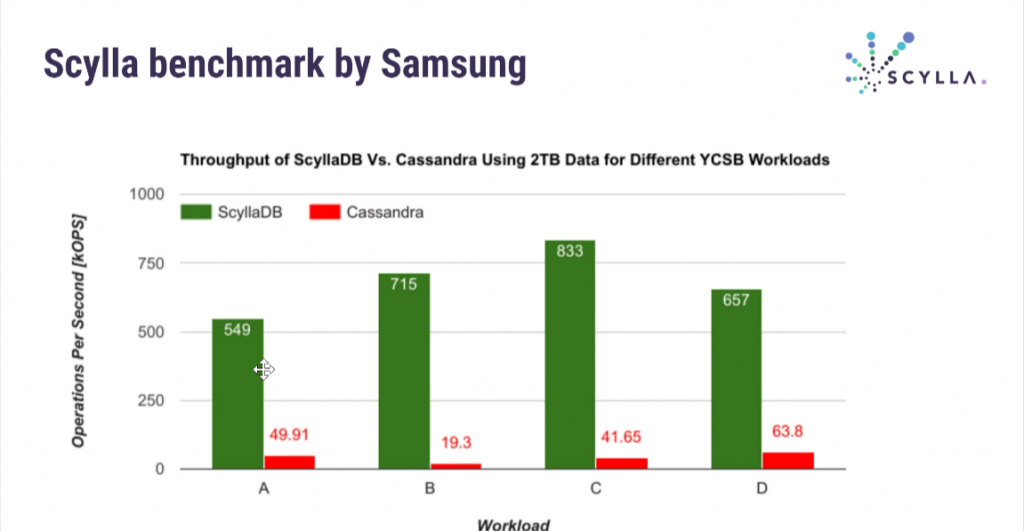 Scylla benchmark by Samsung
SCYLLA.
Throughput of ScyllaDB Vs. Cassandra Using 2TB Data for Different YCSB Workloads
Operations Per Second [kOPS]
1000
ScyllaDB Cassandra
750
500
250
0
549
49.91
715
19.3
833
41.65
657
63.8
A B C D
Workload